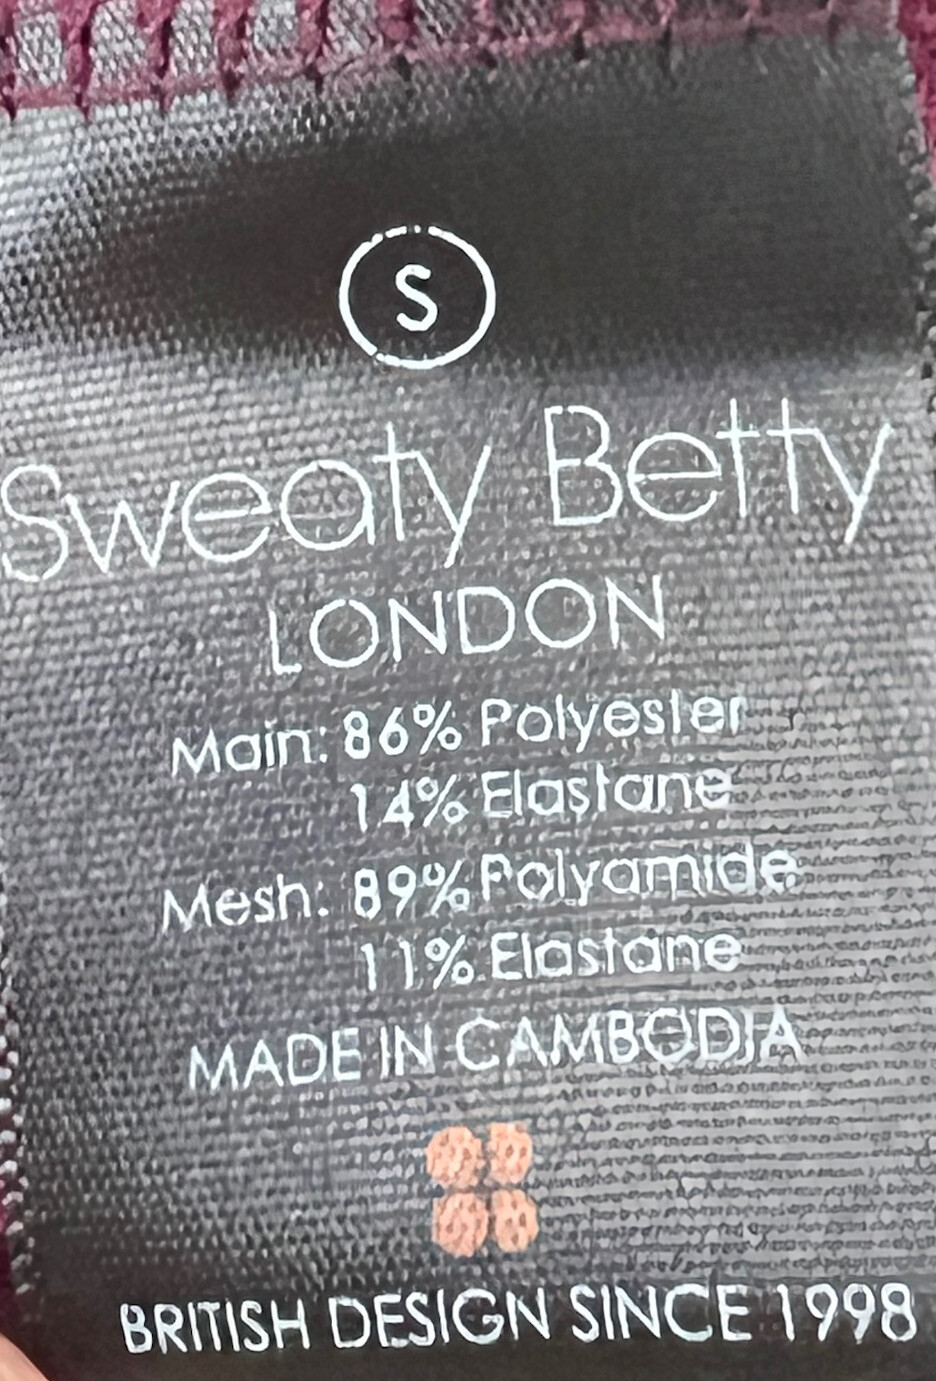 S
Sweaty Betty
LONDON
Main: 86% Polyester
14% Elastane
Mesh: 89% Polyamide
11% Elastane
MADE IN CAMBODIA
BRITISH DESIGN SINCE 1998